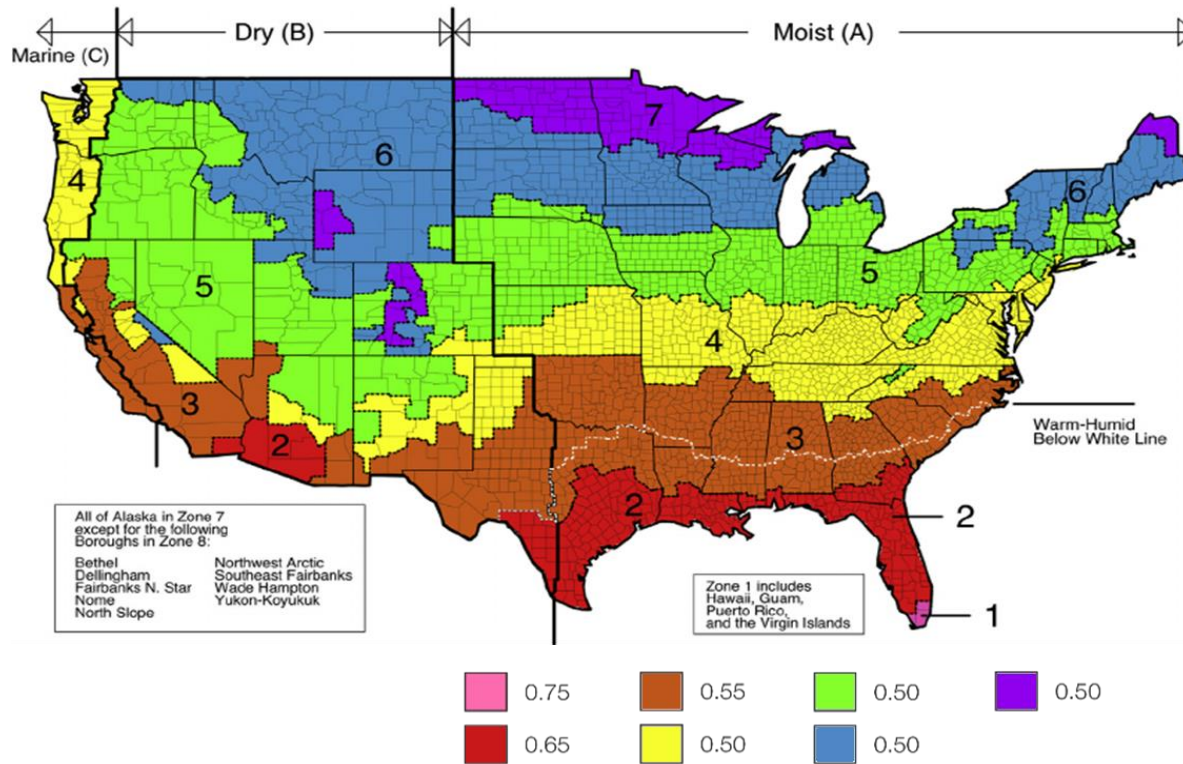 Marine (C)
Dry (B)
Moist (A)
4
6
7
6
5
5
4
3
3
2
2
2
1
Warm-Humid
Below White Line
All of Alaska in Zone 7
except for the following
Boroughs in Zone 8:
Bethel
Dellingham
Fairbanks N. Star
Nome
North Slope
Northwest Arctic
Southeast Fairbanks
Wade Hampton
Yukon-Koyukuk
Zone 1 includes
Hawaii, Guam,
Puerto Rico,
and the Virgin Islands
0.75
0.55
0.50
0.50
0.65
0.50
0.50